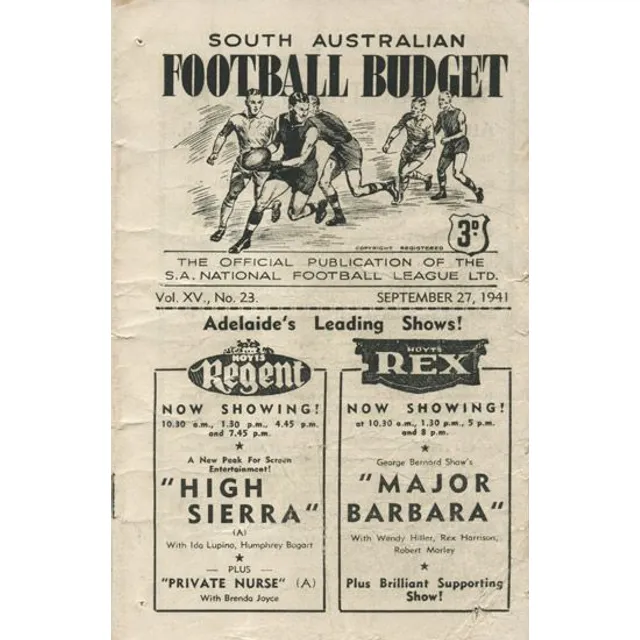 SOUTH AUSTRALIAN
FOOTBALL BUDGET
3D.
COPYRIGHT REGISTERED
THE OFFICIAL PUBLICATION OF THE
S.A. NATIONAL FOOTBALL LEAGUE LTD.
Vol. XV., No. 23. SEPTEMBER 27, 1941
Adelaide's Leading Shows!
HOYTS
Regent
NOW SHOWING!
10.30 a.m., 1.30 p.m., 4.45 p.m.
and 7.45 p.m.
A New Peak For Screen
Entertainment!
"HIGH
SIERRA"
(A)
With Ida Lupino, Humphrey Bogart
— PLUS —
"PRIVATE NURSE" (A)
With Brenda Joyce
HOYTS
REX
NOW SHOWING!
at 10.30 a.m., 1.30 p.m., 5 p.m.
and 8 p.m.
George Bernard Shaw's
"MAJOR
BARBARA"
With Wendy Hiller, Rex Harrison,
Robert Morley
Plus Brilliant Supporting
Show!